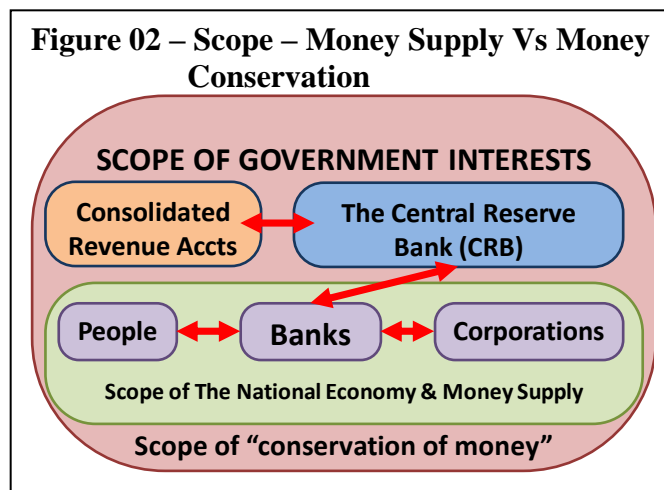 Figure 02 – Scope – Money Supply Vs Money
Conservation
SCOPE OF GOVERNMENT INTERESTS
Consolidated
Revenue Accts
The Central Reserve
Bank (CRB)
People
Banks
Corporations
Scope of The National Economy & Money Supply
Scope of “conservation of money”